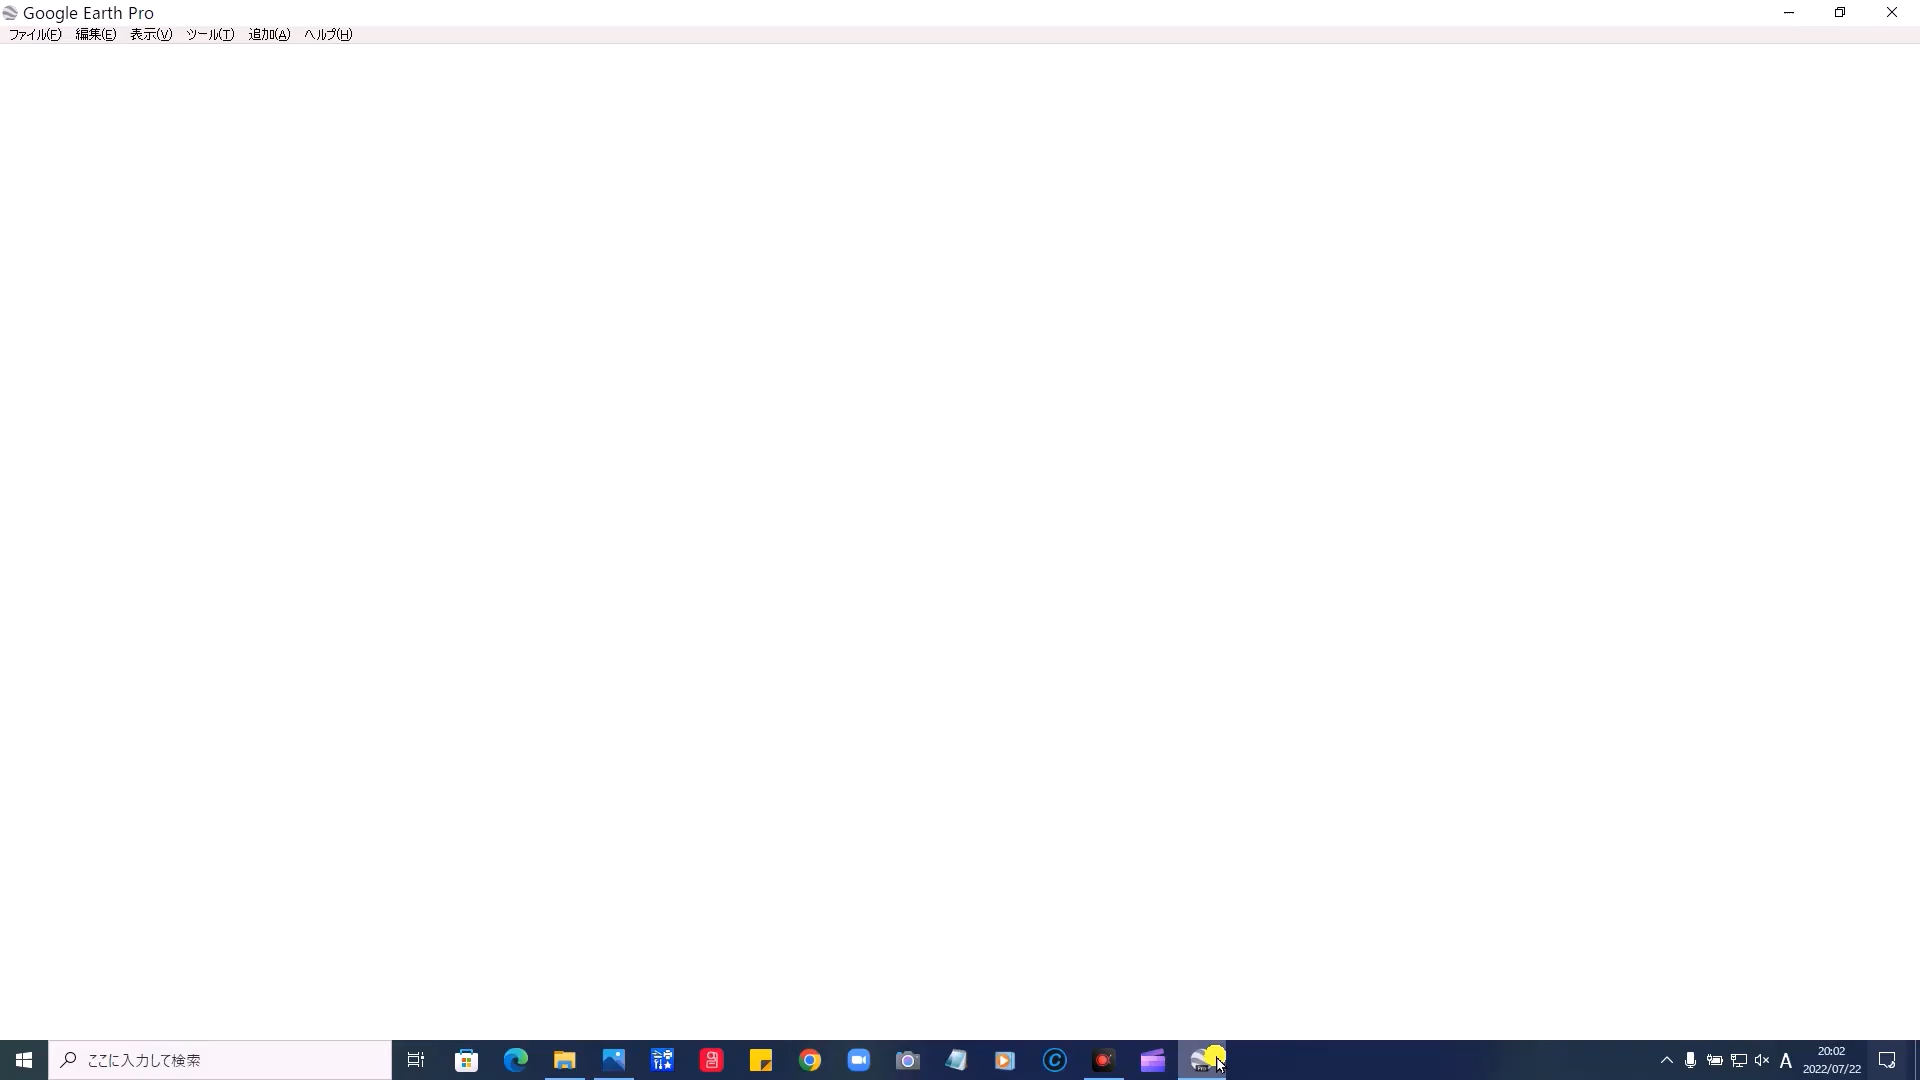 Google Earth Pro
ファイル(F) 編集(E) 表示(V) ツール(T) 追加(A) ヘルプ(H)
ここに入力して検索
A
20:02
2022/07/22